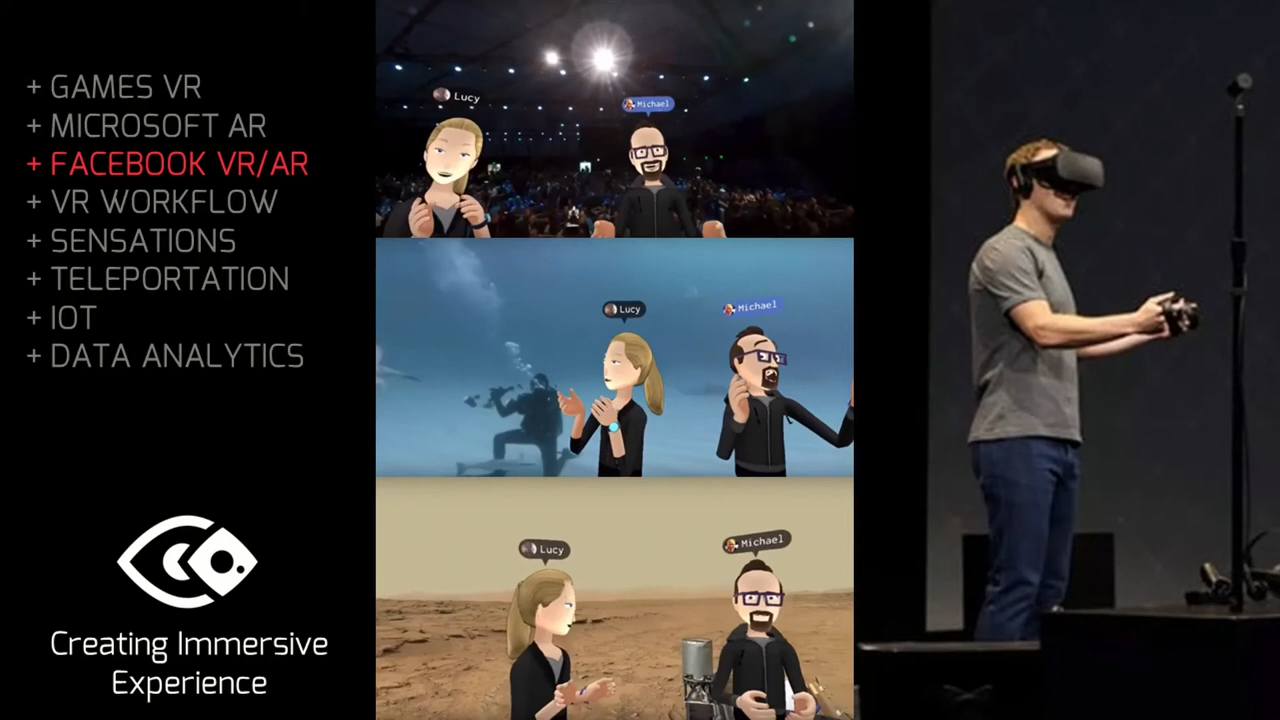 + GAMES VR
+ MICROSOFT AR
+ FACEBOOK VR/AR
+ VR WORKFLOW
+ SENSATIONS
+ TELEPORTATION
+ IOT
+ DATA ANALYTICS
Creating Immersive
Experience
Lucy
Michael
Lucy
Michael
Lucy
Michael